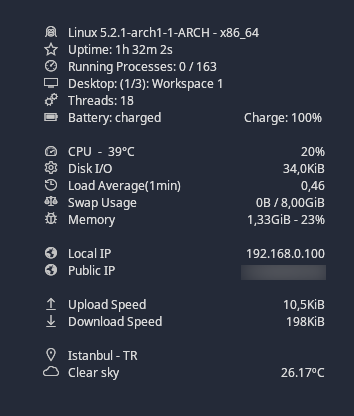 Linux 5.2.1-arch1-1-ARCH - x86_64
Uptime: 1h 32m 2s
Running Processes: 0 / 163
Desktop: (1/3): Workspace 1
Threads: 18
Battery: charged Charge: 100%
CPU - 39°C 20%
Disk I/O 34,0KiB
Load Average(1min) 0,46
Swap Usage 0B / 8,00GiB
Memory 1,33GiB - 23%
Local IP 192.168.0.100
Public IP
Upload Speed 10,5KiB
Download Speed 198KiB
Istanbul - TR
Clear sky 26.17°C